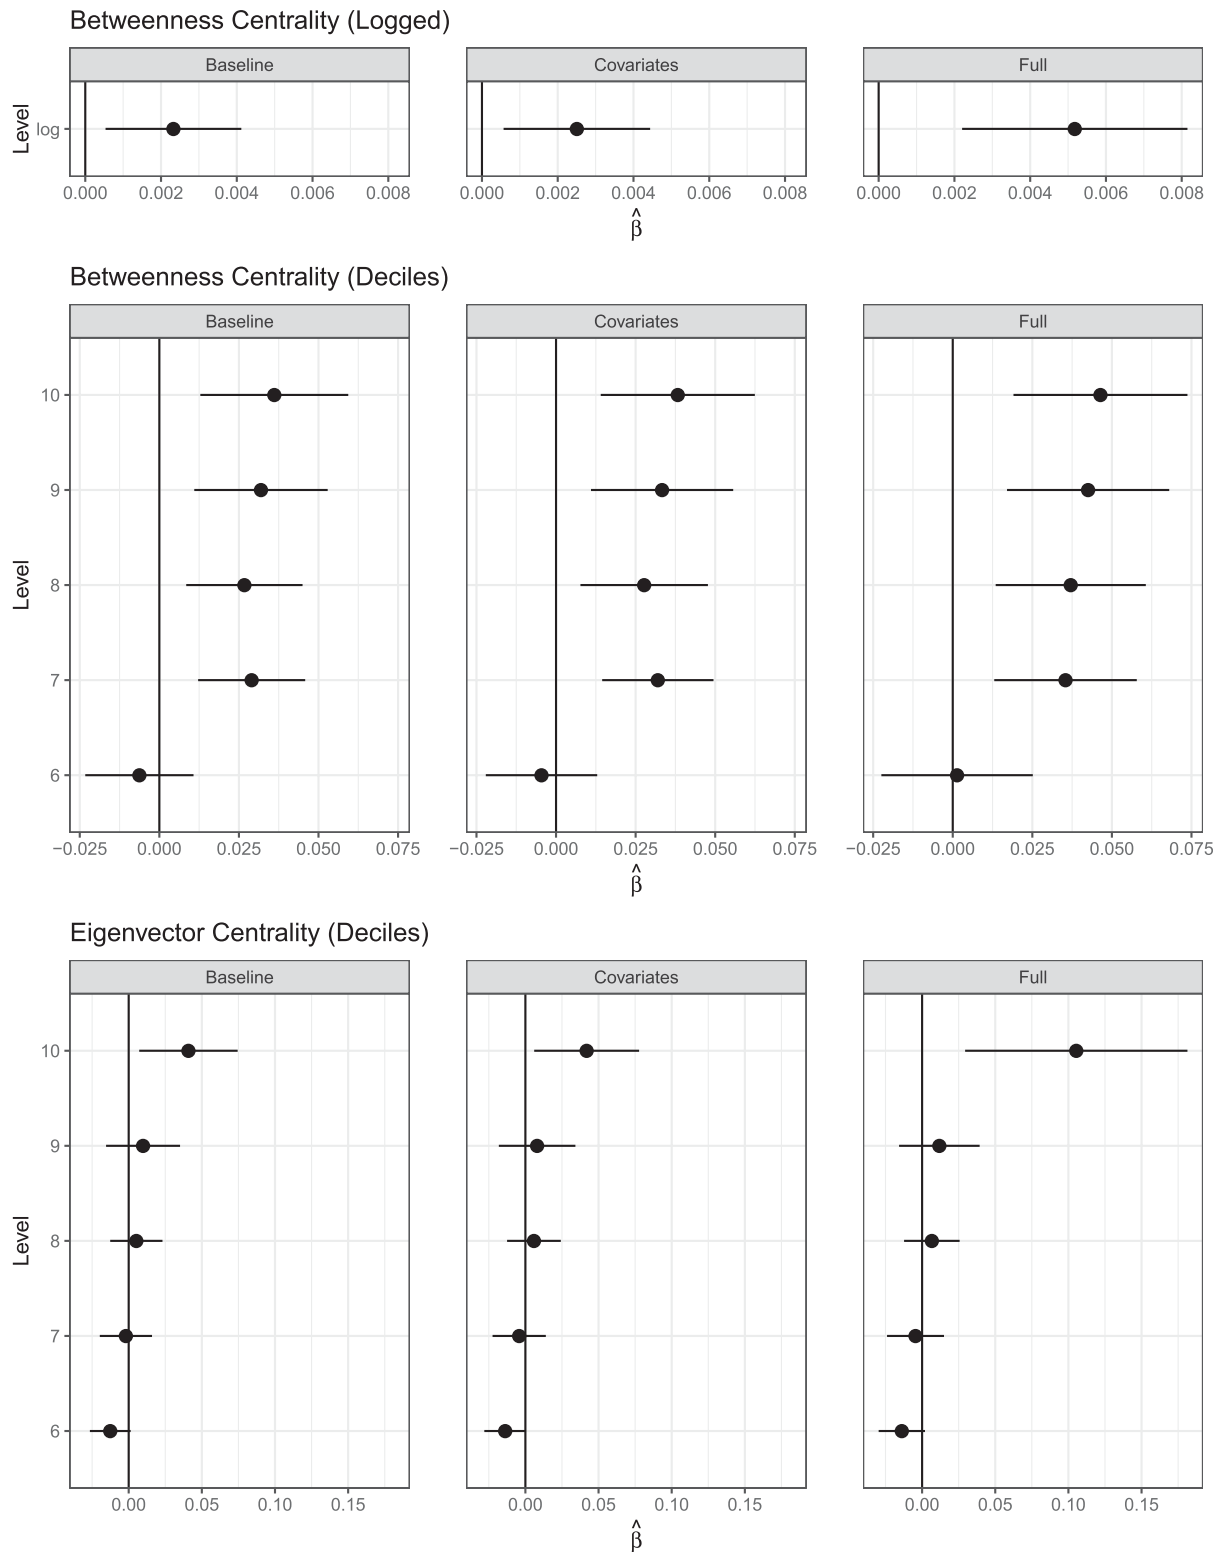 Betweenness Centrality (Logged)
Baseline Covariates Full
Level
log
0.000 0.002 0.004 0.006 0.008 0.000 0.002 0.004 0.006 0.008 0.000 0.002 0.004 0.006 0.008
β̂
Betweenness Centrality (Deciles)
Baseline Covariates Full
10
9
Level
8
7
6
−0.025 0.000 0.025 0.050 0.075 −0.025 0.000 0.025 0.050 0.075 −0.025 0.000 0.025 0.050 0.075
β̂
Eigenvector Centrality (Deciles)
Baseline Covariates Full
10
9
Level
8
7
6
0.00 0.05 0.10 0.15 0.00 0.05 0.10 0.15 0.00 0.05 0.10 0.15
β̂